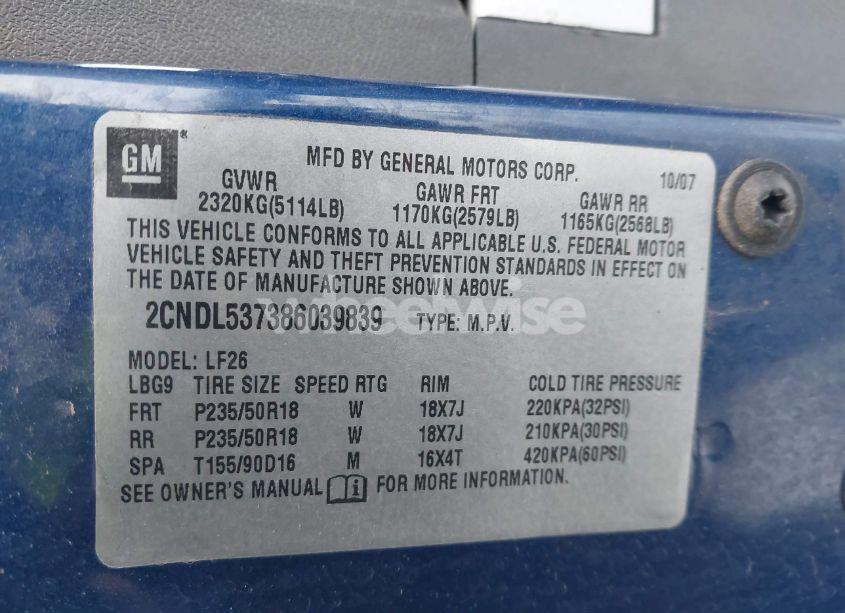 GM
MFD BY GENERAL MOTORS CORP. 10/07
GVWR GAWR FRT GAWR RR
2320KG(5114LB) 1170KG(2579LB) 1165KG(2568LB)
THIS VEHICLE CONFORMS TO ALL APPLICABLE U.S. FEDERAL MOTOR
VEHICLE SAFETY AND THEFT PREVENTION STANDARDS IN EFFECT ON
THE DATE OF MANUFACTURE SHOWN ABOVE.
2CNDL537386039839 TYPE: M.P.V.
wheelwise
MODEL: LF26
LBG9 TIRE SIZE SPEED RTG RIM COLD TIRE PRESSURE
FRT P235/50R18 W 18X7J 220KPA(32PSI)
RR P235/50R18 W 18X7J 210KPA(30PSI)
SPA T155/90D16 M 16X4T 420KPA(60PSI)
SEE OWNER'S MANUAL FOR MORE INFORMATION.